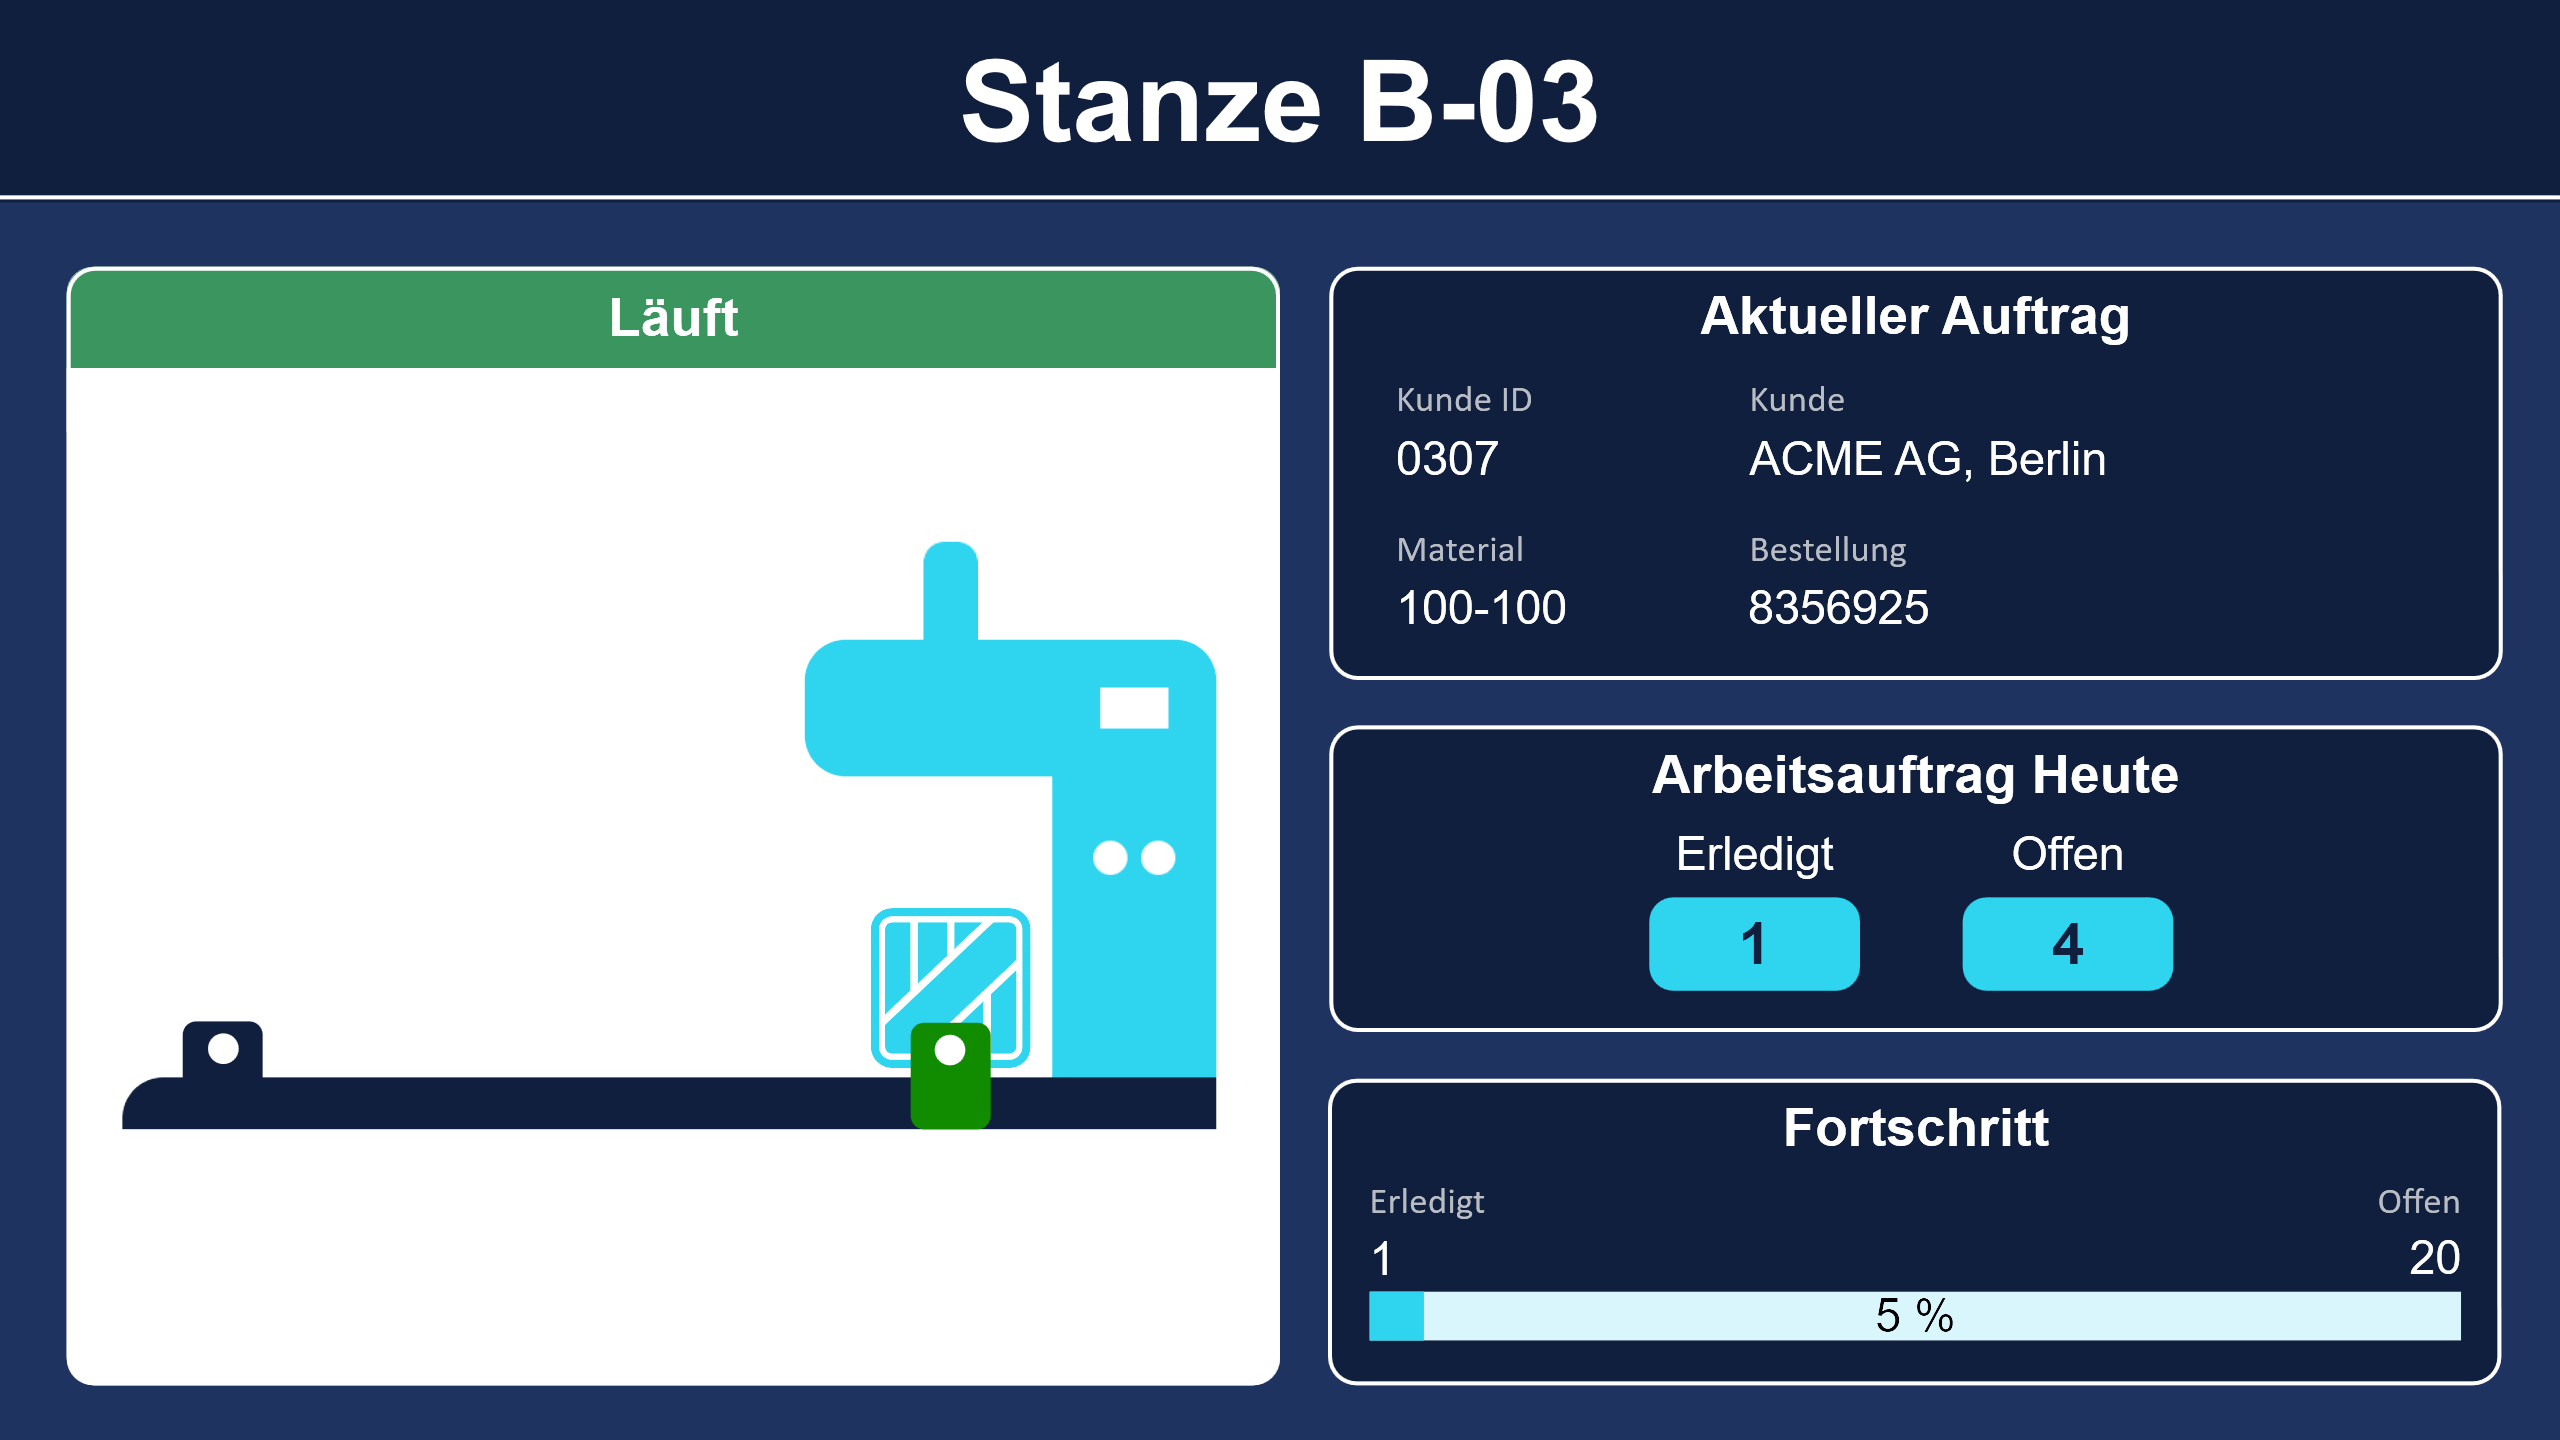 Stanze B-03
Läuft
Aktueller Auftrag
Kunde ID
Kunde
0307
ACME AG, Berlin
Material
Bestellung
100-100
8356925
Arbeitsauftrag Heute
Erledigt
Offen
1
4
Fortschritt
Erledigt
Offen
1
20
5 %